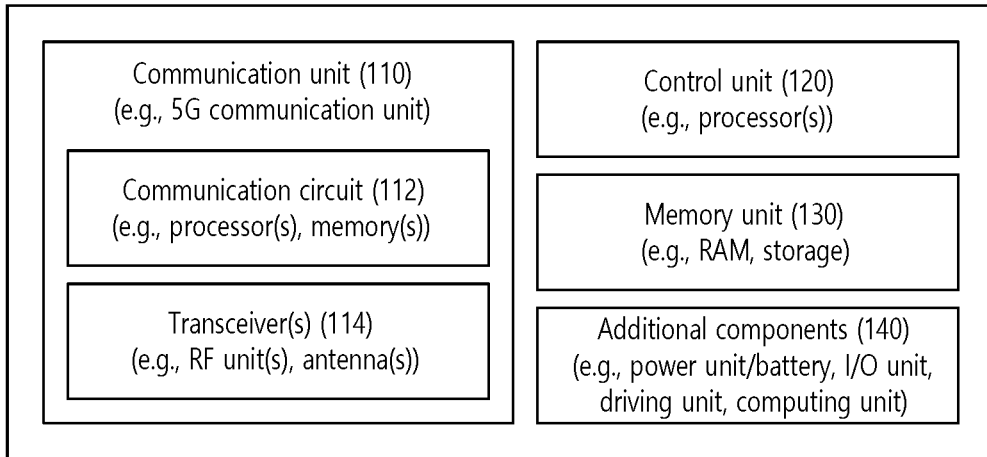 Communication unit (110)
(e.g., 5G communication unit)
Communication circuit (112)
(e.g., processor(s), memory(s))
Transceiver(s) (114)
(e.g., RF unit(s), antenna(s))
Control unit (120)
(e.g., processor(s))
Memory unit (130)
(e.g., RAM, storage)
Additional components (140)
(e.g., power unit/battery, I/O unit,
driving unit, computing unit)